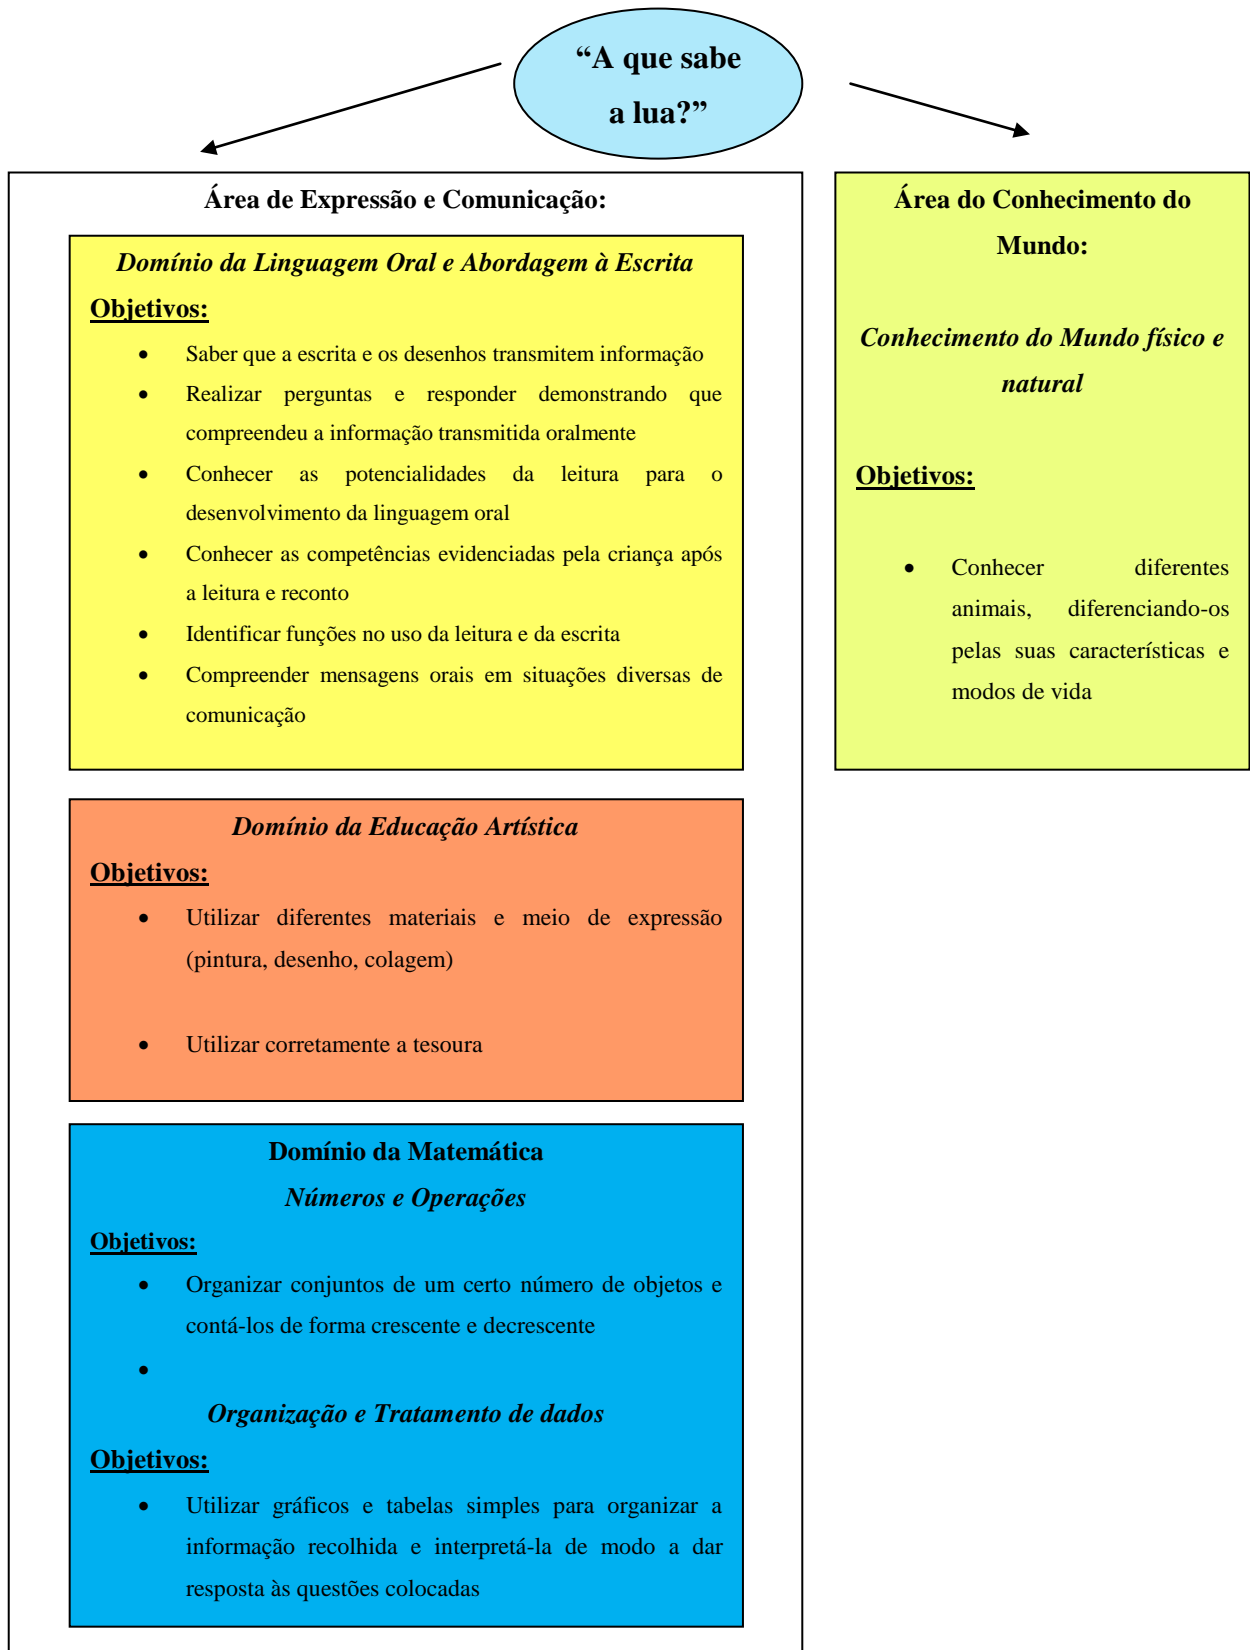 “A que sabe
a lua?”
Área de Expressão e Comunicação:
Domínio da Linguagem Oral e Abordagem à Escrita
Objetivos:
• Saber que a escrita e os desenhos transmitem informação
• Realizar perguntas e responder demonstrando que
compreendeu a informação transmitida oralmente
• Conhecer as potencialidades da leitura para o
desenvolvimento da linguagem oral
• Conhecer as competências evidenciadas pela criança após
a leitura e reconto
• Identificar funções no uso da leitura e da escrita
• Compreender mensagens orais em situações diversas de
comunicação
Domínio da Educação Artística
Objetivos:
• Utilizar diferentes materiais e meio de expressão
(pintura, desenho, colagem)
• Utilizar corretamente a tesoura
Domínio da Matemática
Números e Operações
Objetivos:
• Organizar conjuntos de um certo número de objetos e
contá-los de forma crescente e decrescente
•
Organização e Tratamento de dados
Objetivos:
• Utilizar gráficos e tabelas simples para organizar a
informação recolhida e interpretá-la de modo a dar
resposta às questões colocadas
Área do Conhecimento do
Mundo:
Conhecimento do Mundo físico e
natural
Objetivos:
• Conhecer diferentes
animais, diferenciando-os
pelas suas características e
modos de vida